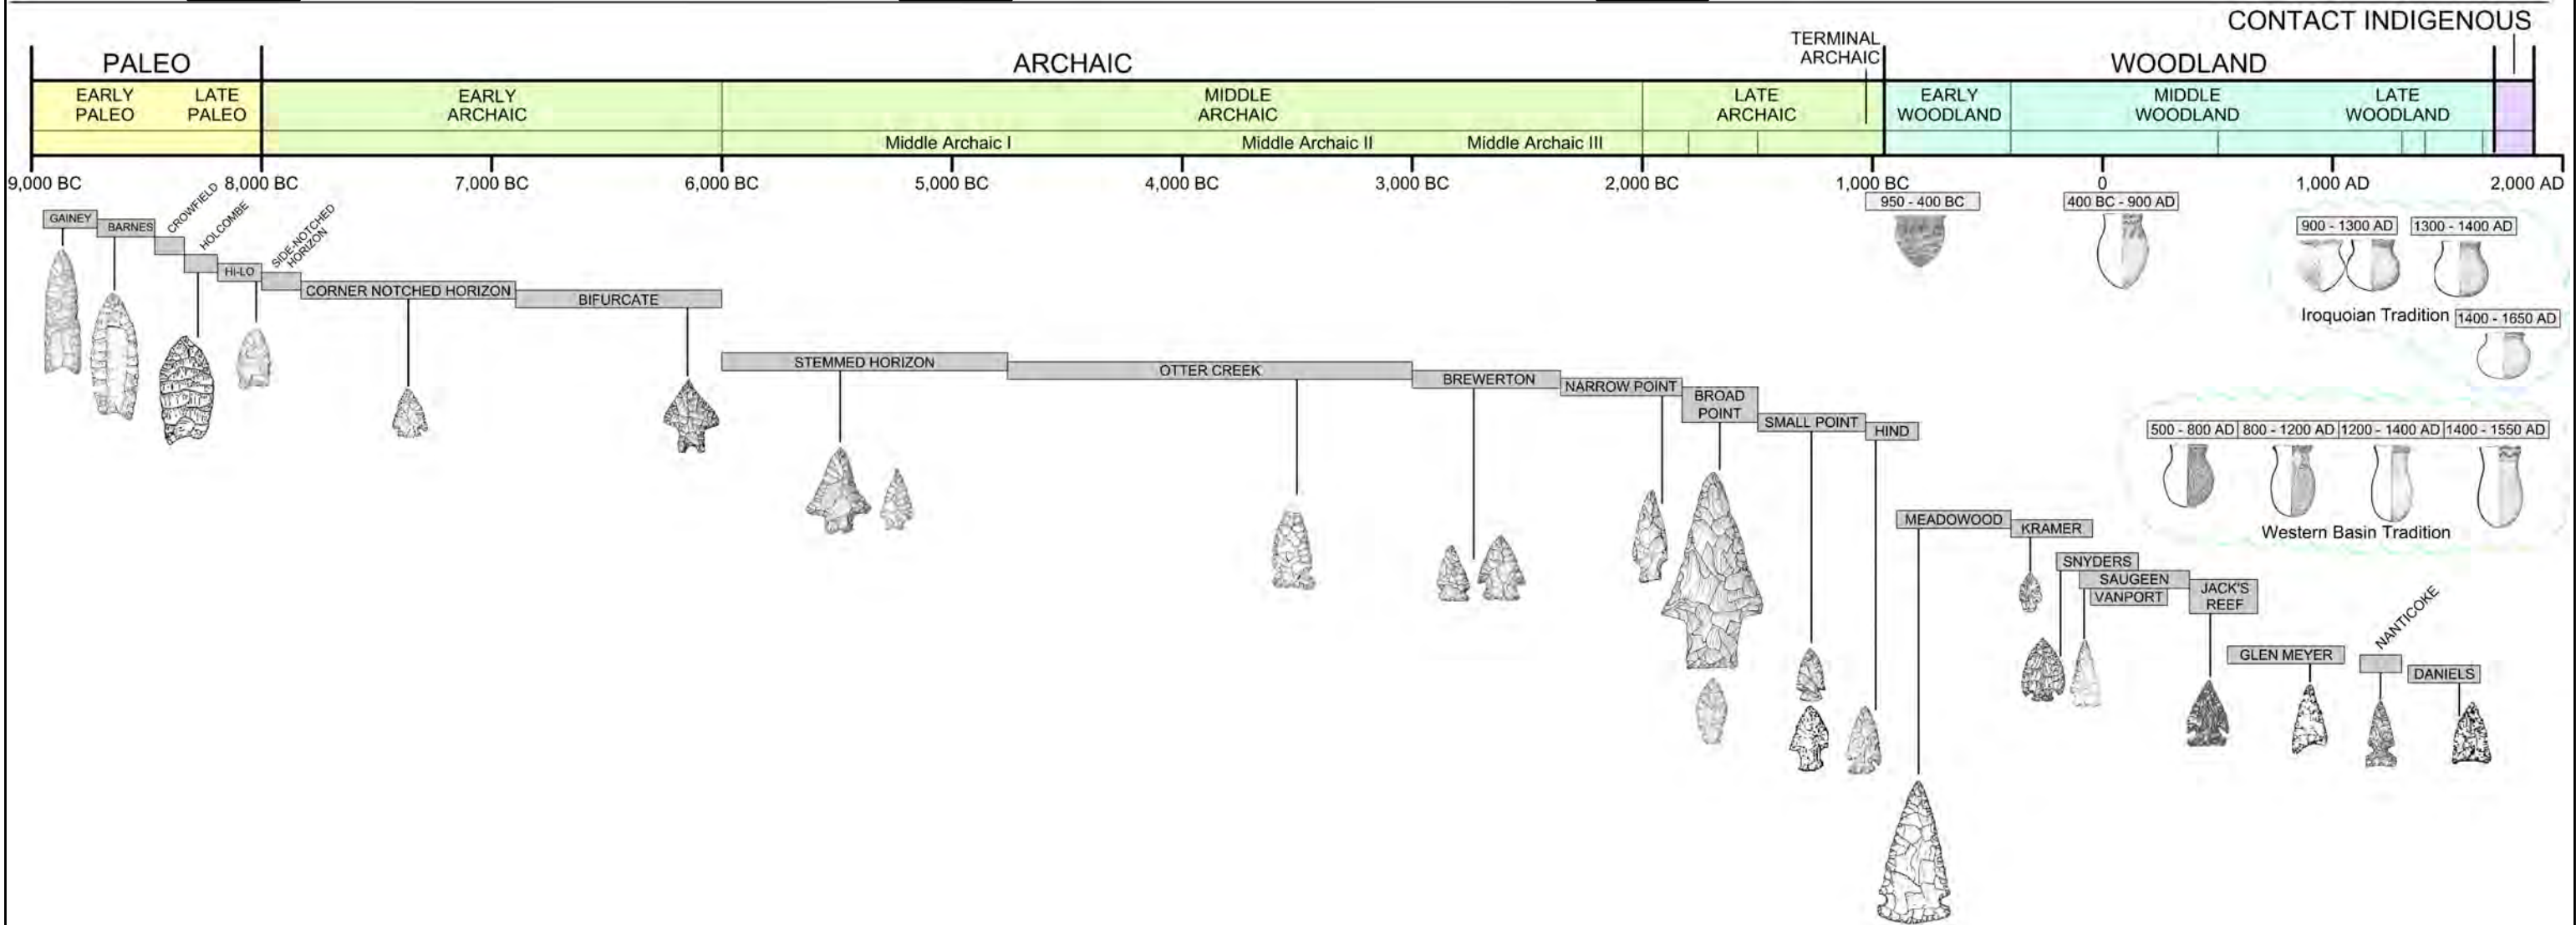 CONTACT INDIGENOUS
TERMINAL
ARCHAIC
PALEO
ARCHAIC
WOODLAND
EARLY
PALEO
LATE
PALEO
EARLY
ARCHAIC
MIDDLE
ARCHAIC
LATE
ARCHAIC
EARLY
WOODLAND
MIDDLE
WOODLAND
LATE
WOODLAND
Middle Archaic I
Middle Archaic II
Middle Archaic III
9,000 BC
8,000 BC
7,000 BC
6,000 BC
5,000 BC
4,000 BC
3,000 BC
2,000 BC
1,000 BC
0
1,000 AD
2,000 AD
GAINEY
BARNES
CROWFIELD
HOLCOMBE
HI-LO
SIDE-NOTCHED
HORIZON
CORNER NOTCHED HORIZON
BIFURCATE
STEMMED HORIZON
OTTER CREEK
BREWERTON
NARROW POINT
BROAD
POINT
SMALL POINT
HIND
950 - 400 BC
400 BC - 900 AD
900 - 1300 AD
1300 - 1400 AD
Iroquoian Tradition
1400 - 1650 AD
500 - 800 AD
800 - 1200 AD
1200 - 1400 AD
1400 - 1550 AD
Western Basin Tradition
MEADOWOOD
KRAMER
SNYDERS
SAUGEEN
VANPORT
JACK'S
REEF
GLEN MEYER
NANTICOKE
DANIELS